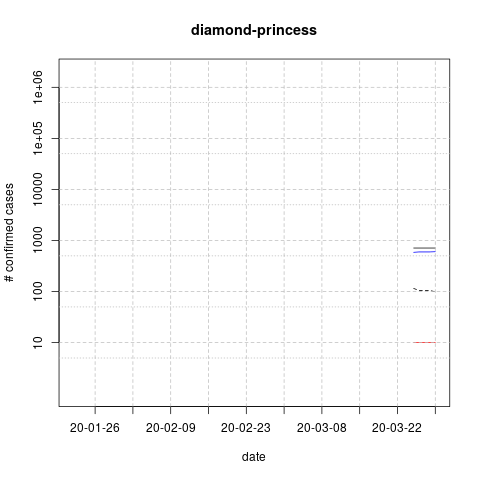 diamond-princess
# confirmed cases
1e+06
1e+05
10000
1000
100
10
20-01-26 20-02-09 20-02-23 20-03-08 20-03-22
date